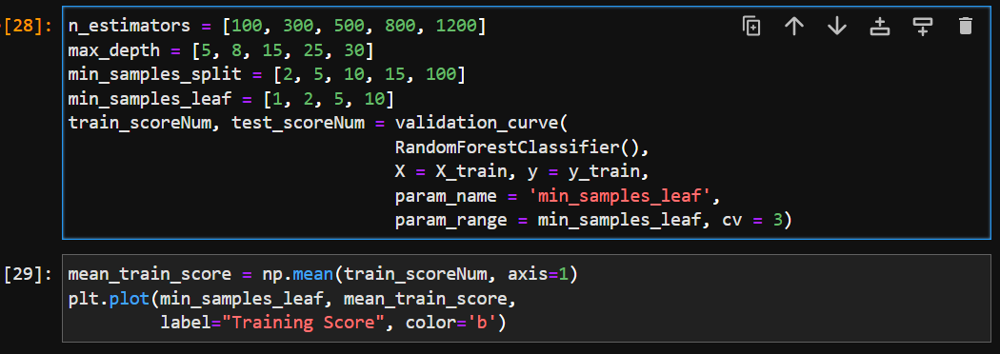 [28]: n_estimators = [100, 300, 500, 800, 1200]
max_depth = [5, 8, 15, 25, 30]
min_samples_split = [2, 5, 10, 15, 100]
min_samples_leaf = [1, 2, 5, 10]
train_scoreNum, test_scoreNum = validation_curve(
RandomForestClassifier(),
X = X_train, y = y_train,
param_name = 'min_samples_leaf',
param_range = min_samples_leaf, cv = 3)
[29]: mean_train_score = np.mean(train_scoreNum, axis=1)
plt.plot(min_samples_leaf, mean_train_score,
label="Training Score", color='b')